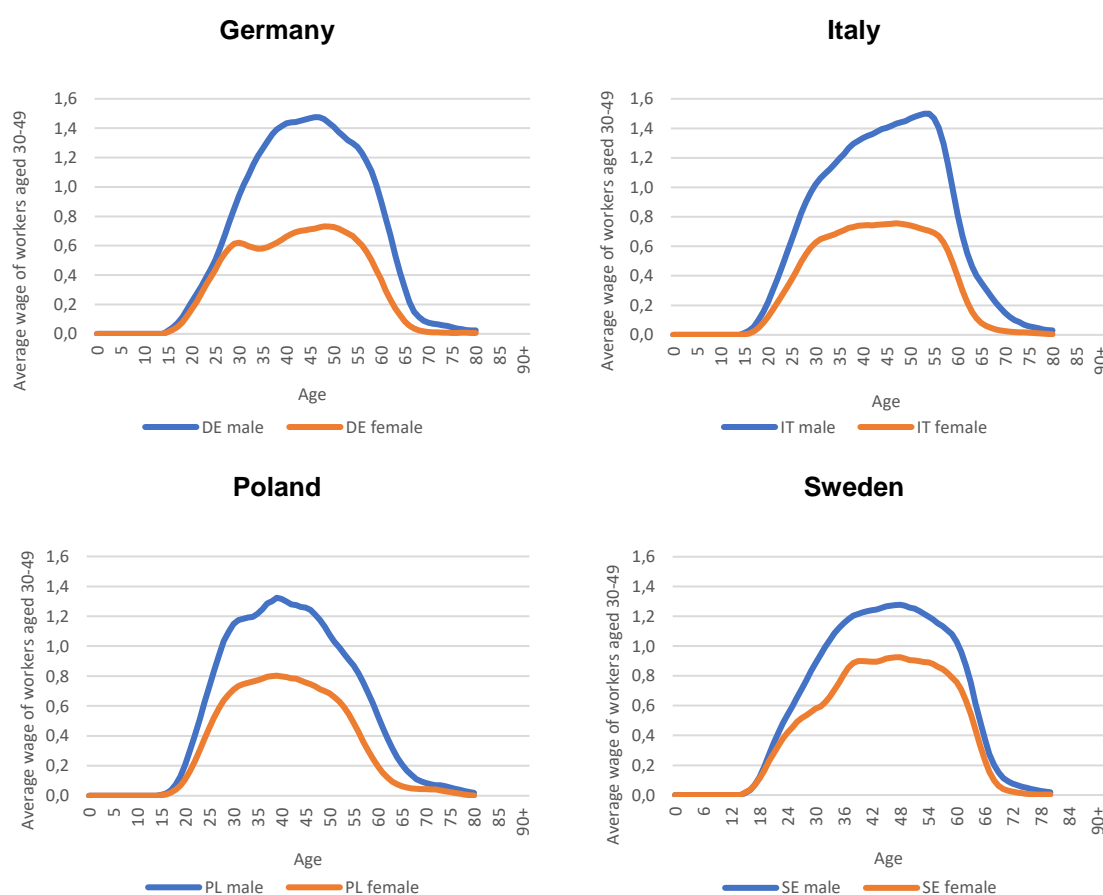 Germany
Average wage of workers aged 30-49
1,6
1,4
1,2
1,0
0,8
0,6
0,4
0,2
0,0
0 5 10 15 20 25 30 35 40 45 50 55 60 65 70 75 80 90+
Age
DE male DE female
Italy
Average wage of workers aged 30-49
1,6
1,4
1,2
1,0
0,8
0,6
0,4
0,2
0,0
0 5 10 15 20 25 30 35 40 45 50 55 60 65 70 75 80 90+
Age
IT male IT female
Poland
Average wage of workers aged 30-49
1,6
1,4
1,2
1,0
0,8
0,6
0,4
0,2
0,0
0 5 10 15 20 25 30 35 40 45 50 55 60 65 70 75 80 90+
Age
PL male PL female
Sweden
Average wage of workers aged 30-49
1,6
1,4
1,2
1,0
0,8
0,6
0,4
0,2
0,0
0 6 12 18 24 30 36 42 48 54 60 66 72 78 84 90+
Age
SE male SE female